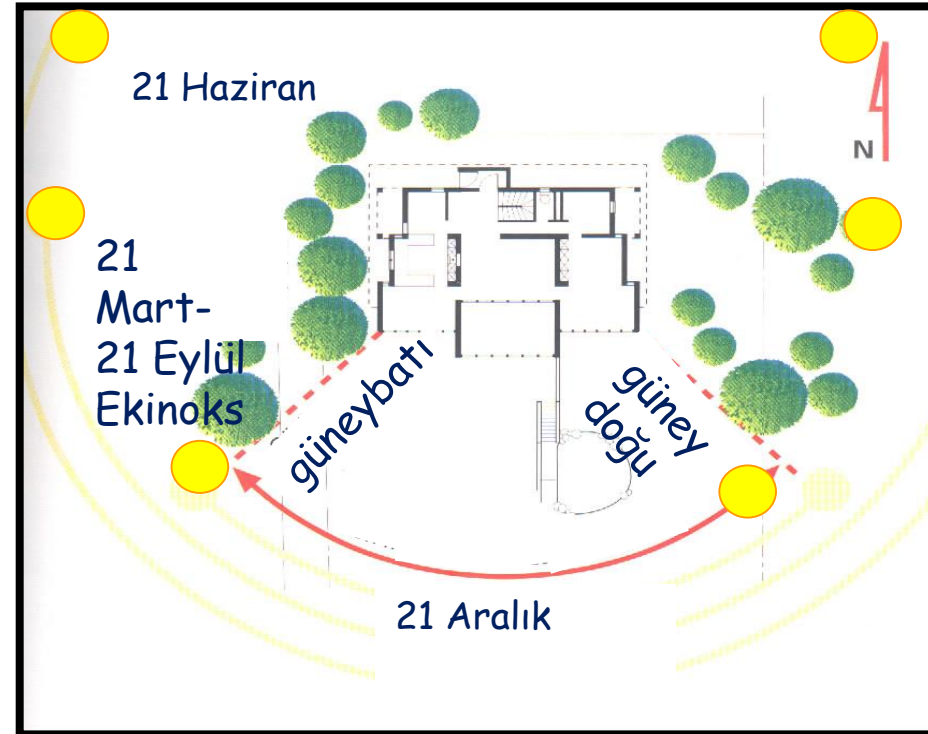 21 Haziran
N
21
Mart-
21 Eylül
Ekinoks
güneybatı
güney
doğu
21 Aralık